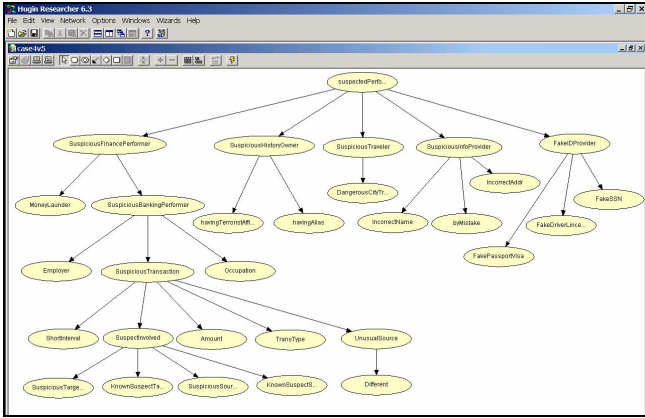 Hugin Researcher 6.3
File Edit View Network Options Windows Wizards Help
case4v5
suspectedPerfo...
SuspiciousFinancePerformer
SuspiciousHistoryOwner
SuspiciousTraveler
SuspiciousInfoProvider
FakeIDProvider
MoneyLaunder
SuspiciousBankingPerformer
havingTerroristAffi...
havingAlias
DangerousCityTr...
IncorrectName
byMistake
IncorrectAddr
FakePassportVisa
FakeDriverLince...
FakeSSN
Employer
SuspiciousTransaction
Occupation
ShortInterval
SuspectInvolved
Amount
TransType
UnusualSource
SuspiciousTarge...
KnownSuspectTa...
SuspiciousSour...
KnownSuspectS...
Different